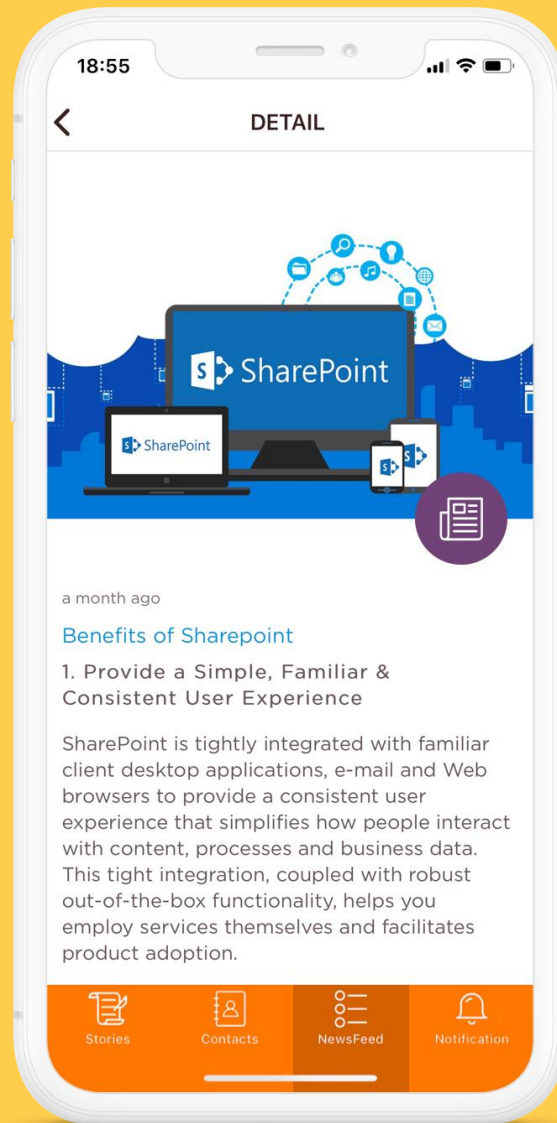 18:55
DETAIL
S SharePoint
S SharePoint
S
S
a month ago
Benefits of Sharepoint
1. Provide a Simple, Familiar &
Consistent User Experience
SharePoint is tightly integrated with familiar
client desktop applications, e-mail and Web
browsers to provide a consistent user
experience that simplifies how people interact
with content, processes and business data.
This tight integration, coupled with robust
out-of-the-box functionality, helps you
employ services themselves and facilitates
product adoption.
Stories
Contacts
NewsFeed
Notification